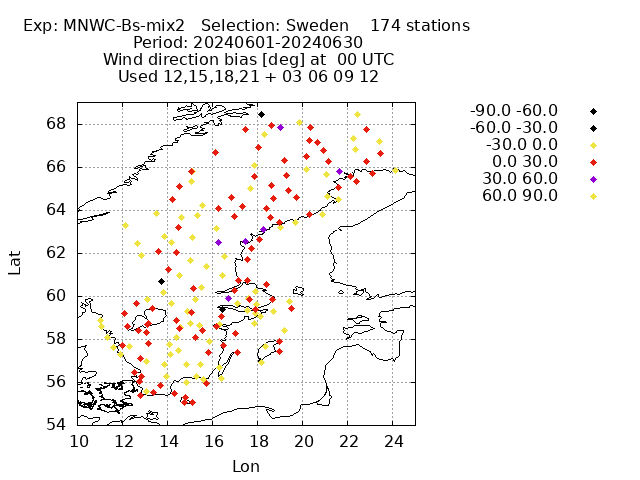 Exp: MNWC-Bs-mix2 Selection: Sweden 174 stations
Period: 20240601-20240630
Wind direction bias [deg] at 00 UTC
Used 12,15,18,21 + 03 06 09 12
-90.0 -60.0
-60.0 -30.0
-30.0 0.0
0.0 30.0
30.0 60.0
60.0 90.0
68
66
64
62
60
58
56
54
Lat
10 12 14 16 18 20 22 24
Lon